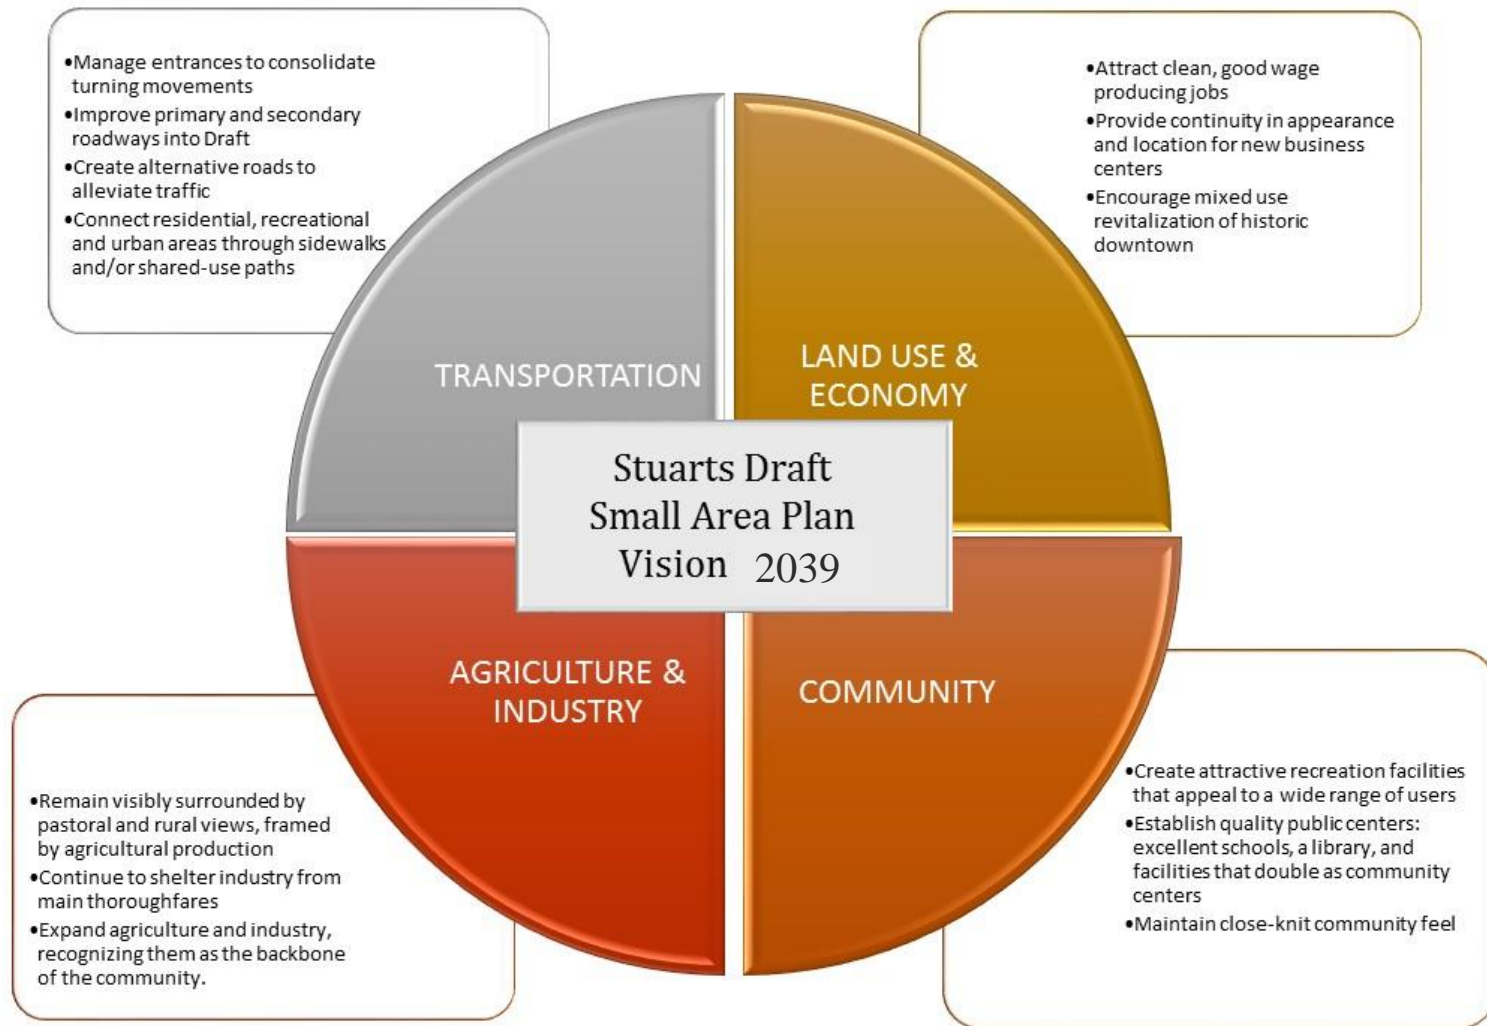 •Manage entrances to consolidate
turning movements
•Improve primary and secondary
roadways into Draft
•Create alternative roads to
alleviate traffic
•Connect residential, recreational
and urban areas through sidewalks
and/or shared-use paths
•Attract clean, good wage
producing jobs
•Provide continuity in appearance
and location for new business
centers
•Encourage mixed use
revitalization of historic
downtown
TRANSPORTATION
LAND USE &
ECONOMY
Stuarts Draft
Small Area Plan
Vision 2039
AGRICULTURE &
INDUSTRY
COMMUNITY
•Remain visibly surrounded by
pastoral and rural views, framed
by agricultural production
•Continue to shelter industry from
main thoroughfares
•Expand agriculture and industry,
recognizing them as the backbone
of the community.
•Create attractive recreation facilities
that appeal to a wide range of users
•Establish quality public centers:
excellent schools, a library, and
facilities that double as community
centers
•Maintain close-knit community feel